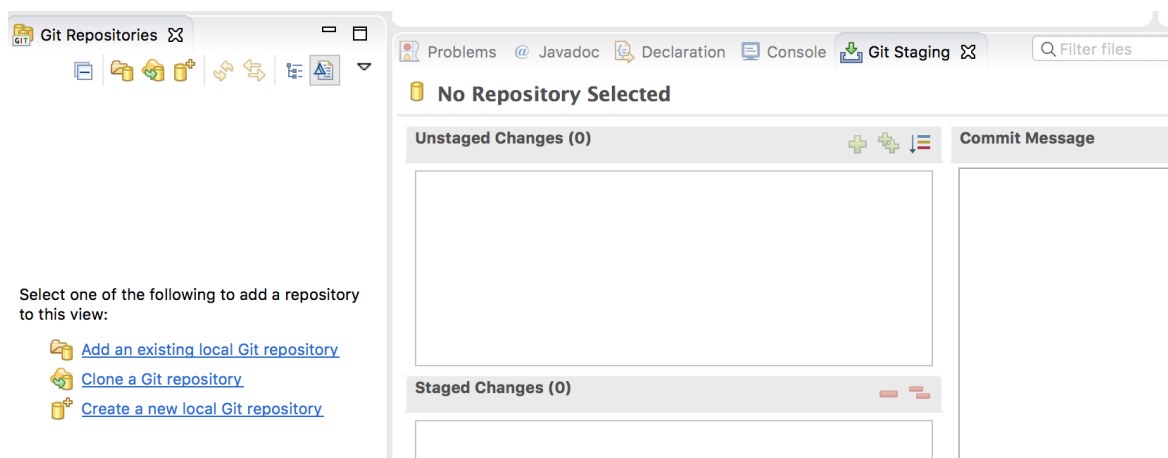 Git Repositories
GIT
Select one of the following to add a repository
to this view:
Add an existing local Git repository
Clone a Git repository
Create a new local Git repository
Problems @ Javadoc Declaration Console Git Staging Filter files
No Repository Selected
Unstaged Changes (0)
Commit Message
Staged Changes (0)